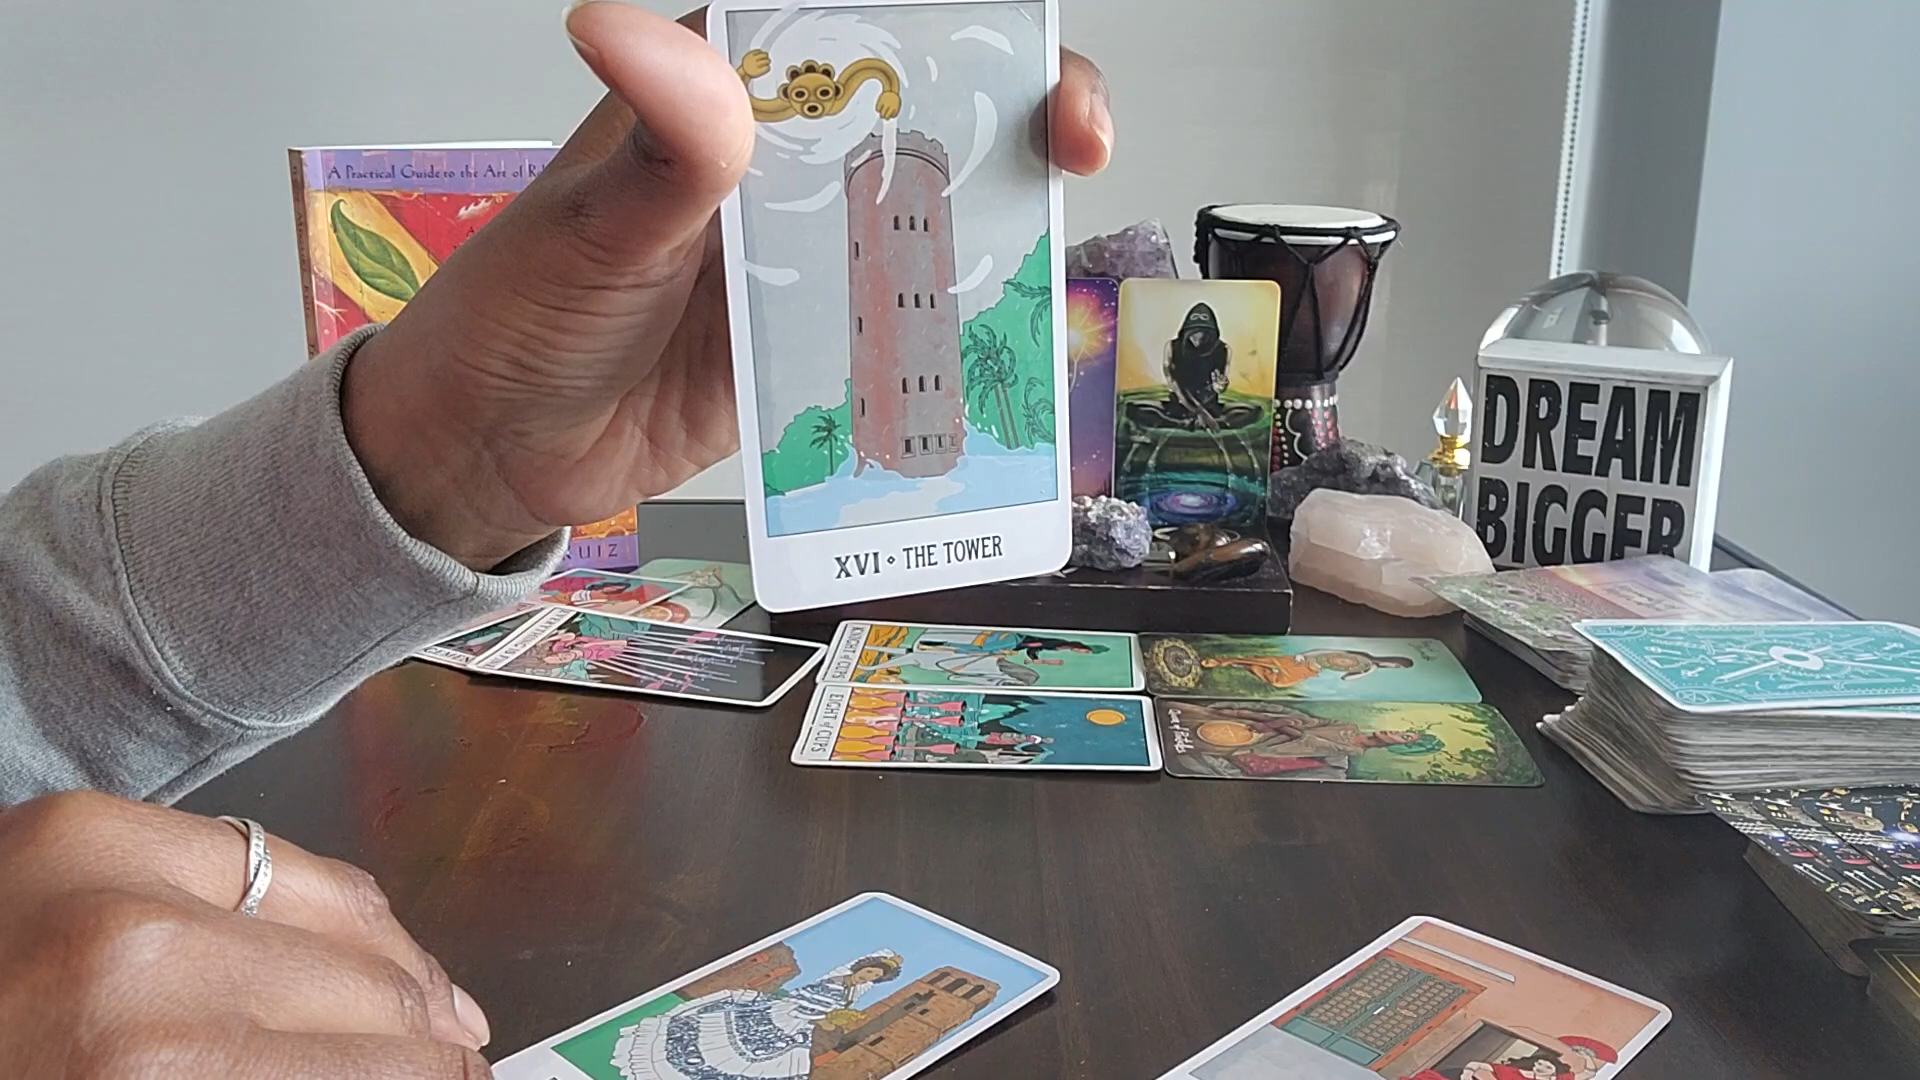 A Practical Guide to the Art of
RUIZ
XVI ⋄ THE TOWER
DREAM
BIGGER
KNIGHT of CUPS
EIGHT of CUPS